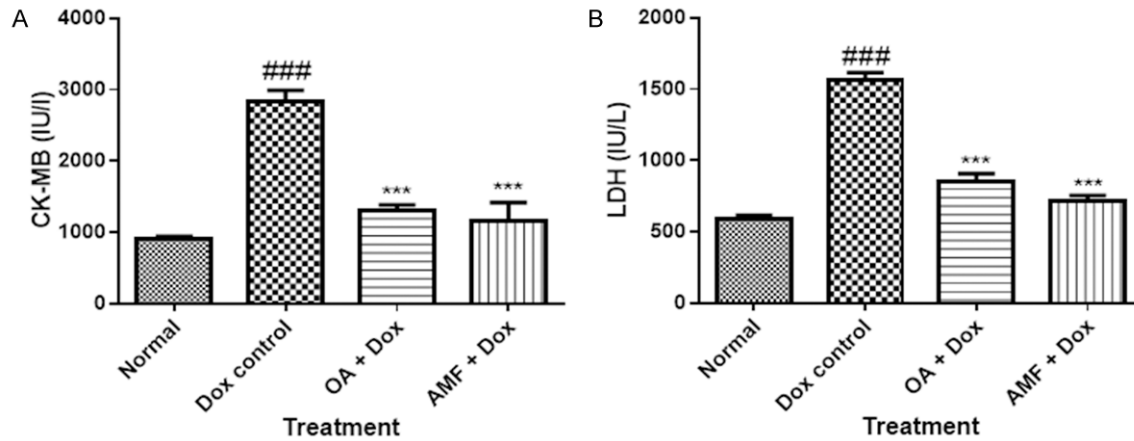 A
CK-MB (IU/l)
4000
3000
2000
1000
0
###
***
***
Normal
Dox control
OA + Dox
AMF + Dox
Treatment
B
LDH (IU/L)
2000
1500
1000
500
0
###
***
***
Normal
Dox control
OA + Dox
AMF + Dox
Treatment